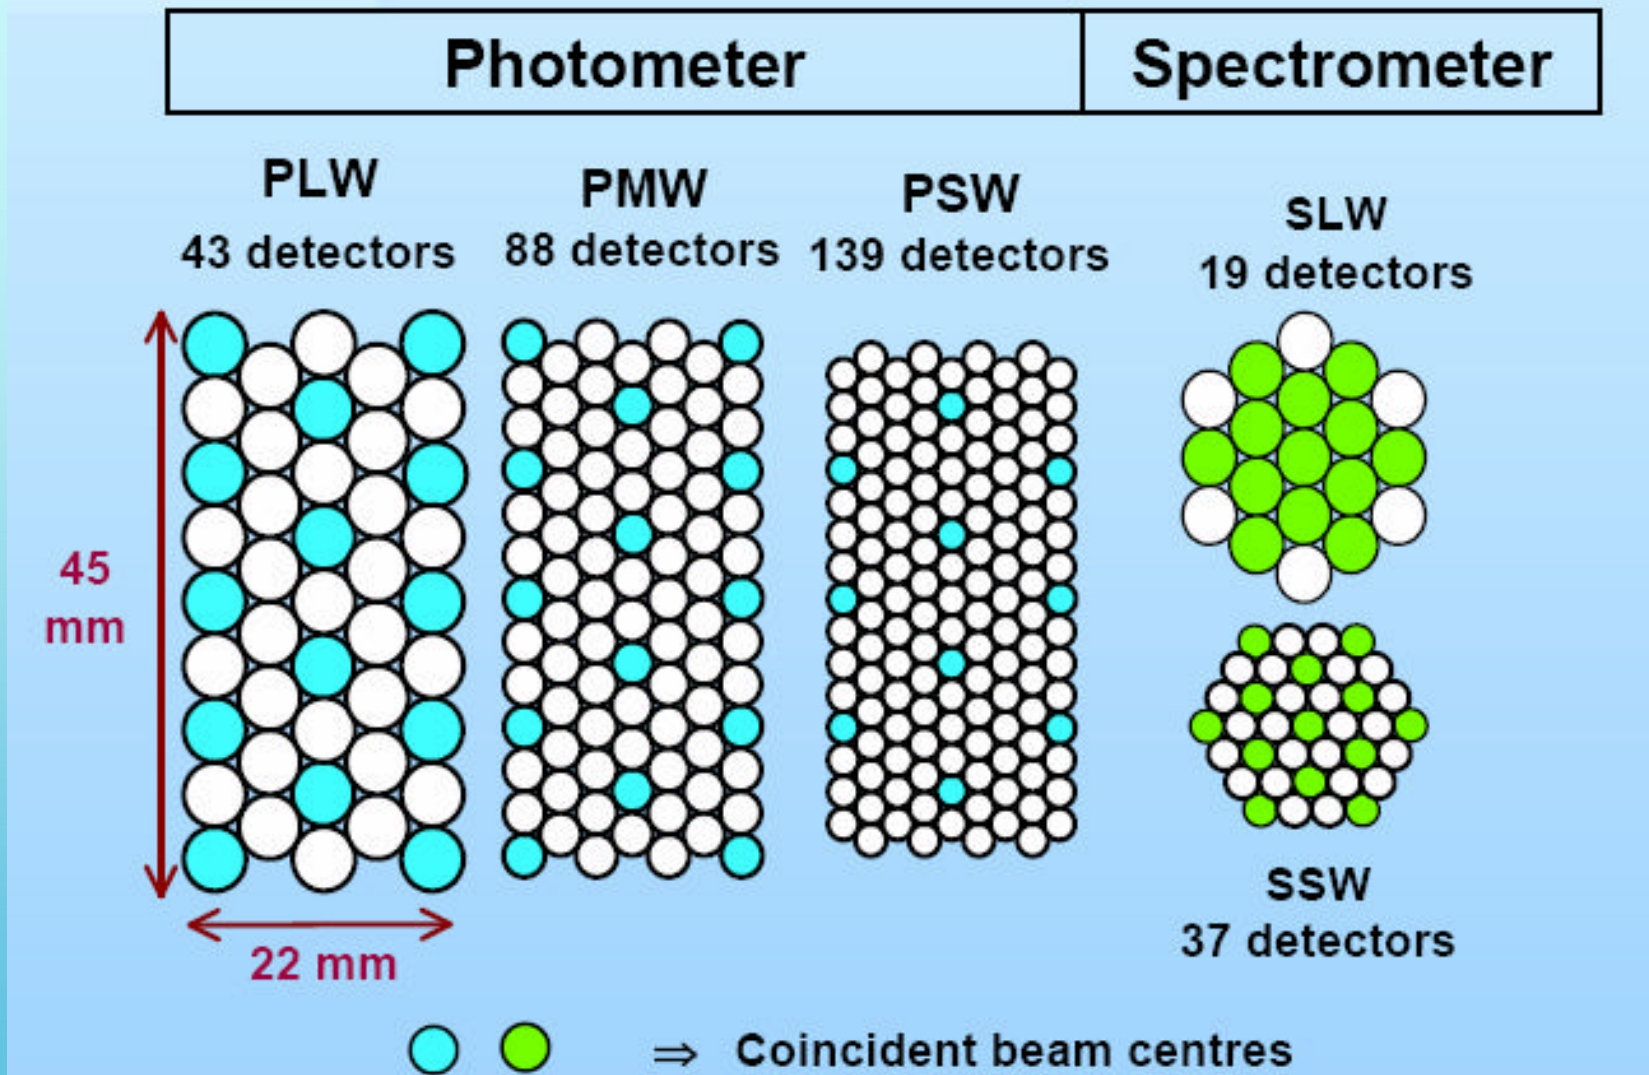 Photometer
Spectrometer
PLW
43 detectors
PMW
88 detectors
PSW
139 detectors
SLW
19 detectors
45
mm
22 mm
SSW
37 detectors
⇒ Coincident beam centres